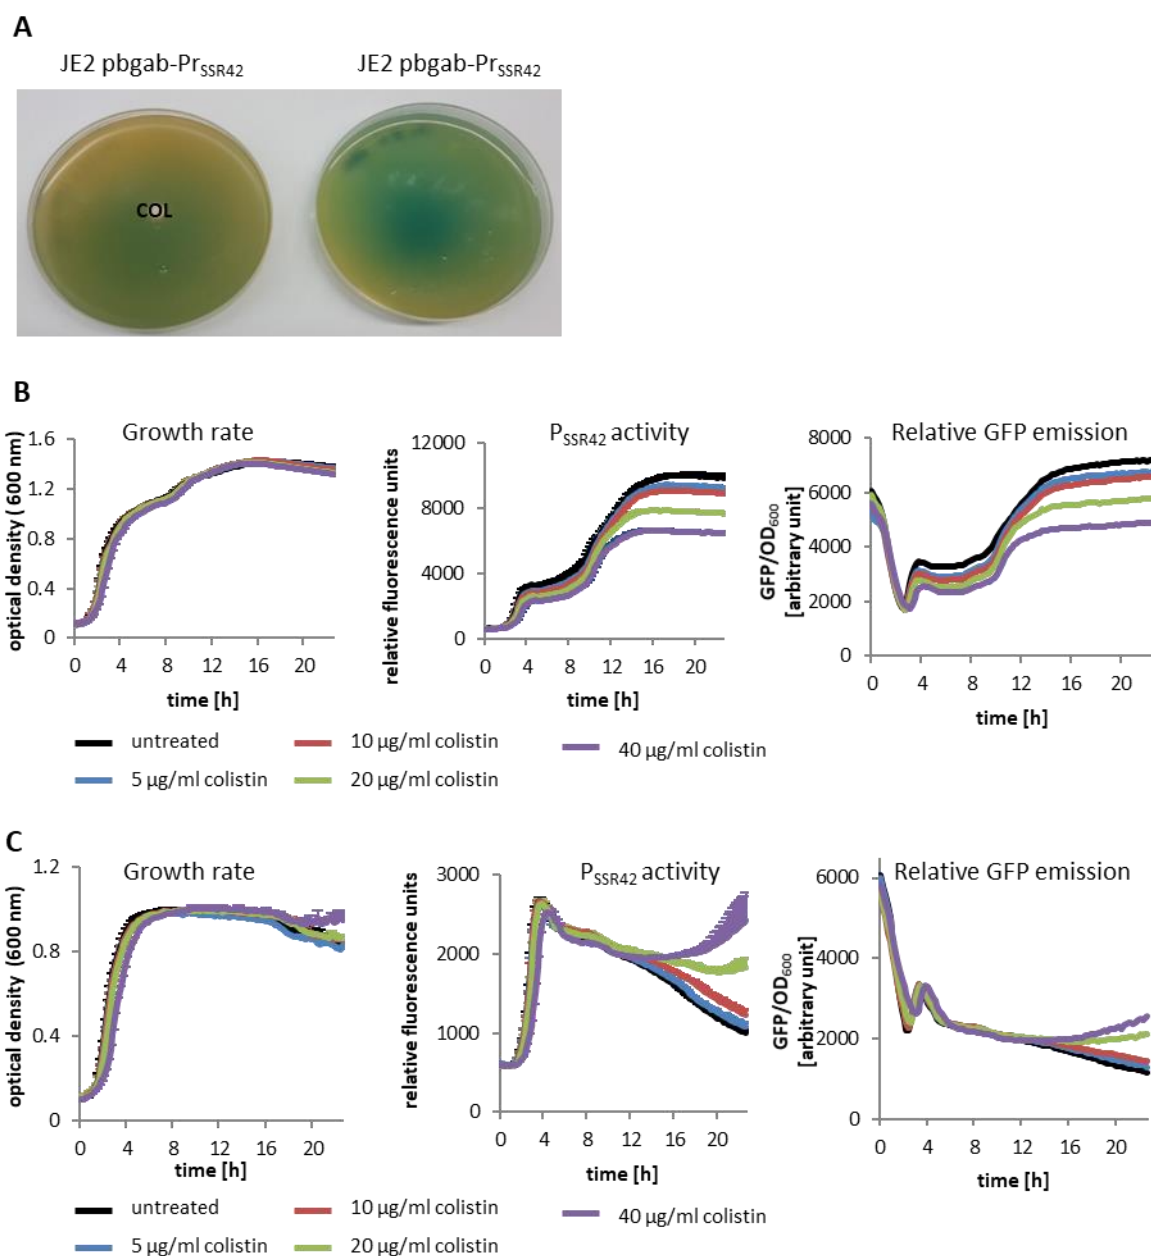 A
JE2 pbgab-PrSSR42
JE2 pbgab-PrSSR42
COL
B
Growth rate
optical density ( 600 nm)
1.6
1.2
0.8
0.4
0
0 4 8 12 16 20
time [h]
PSSR42 activity
relative fluorescence units
12000
8000
4000
0
0 4 8 12 16 20
time [h]
Relative GFP emission
GFP/OD600
[arbitrary unit]
8000
6000
4000
2000
0
0 4 8 12 16 20
time [h]
untreated
10 µg/ml colistin
40 µg/ml colistin
5 µg/ml colistin
20 µg/ml colistin
C
Growth rate
optical density (600 nm)
1.2
0.8
0.4
0
0 4 8 12 16 20
time [h]
PSSR42 activity
relative fluorescence units
3000
2000
1000
0
0 4 8 12 16 20
time [h]
Relative GFP emission
GFP/OD600
[arbitrary unit]
6000
4000
2000
0
0 4 8 12 16 20
time [h]
untreated
10 µg/ml colistin
40 µg/ml colistin
5 µg/ml colistin
20 µg/ml colistin